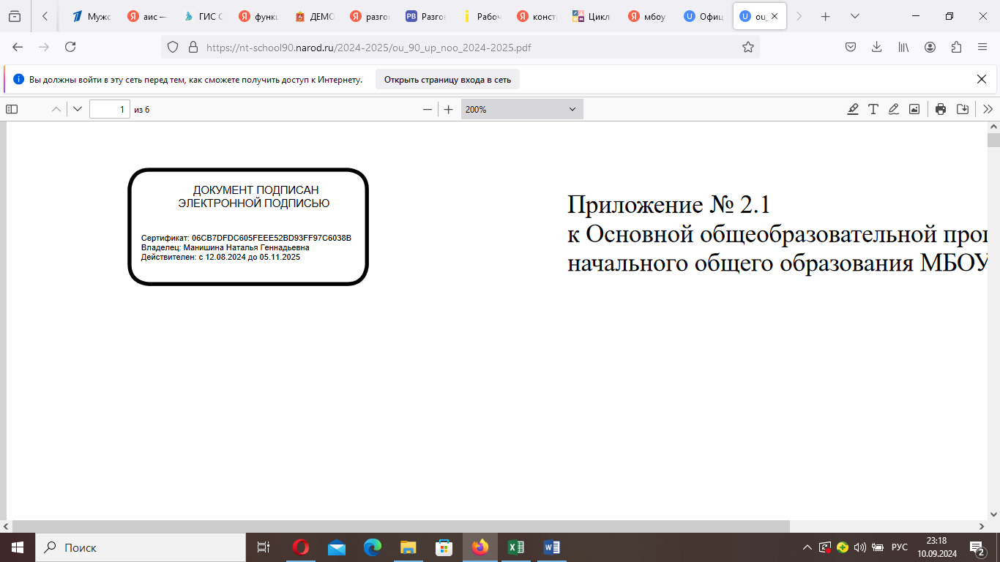 Мужс
аис —
ГИС С
функц
ДЕМО
разго
РВ
Разго
Рабоч
конст
Цикл
мбоу
Офиц
ou_
https://nt-school90.narod.ru/2024-2025/ou_90_up_noo_2024-2025.pdf
Вы должны войти в эту сеть перед тем, как сможете получить доступ к Интернету.
Открыть страницу входа в сеть
1 из 6
200%
ДОКУМЕНТ ПОДПИСАН
ЭЛЕКТРОННОЙ ПОДПИСЬЮ
Сертификат: 06CB7DFDC605FEEE52BD93FF97C6038B
Владелец: Манишина Наталья Геннадьевна
Действителен: с 12.08.2024 до 05.11.2025
Приложение № 2.1
к Основной общеобразовательной прог
начального общего образования МБОУ
Поиск
РУС
23:18
10.09.2024
2